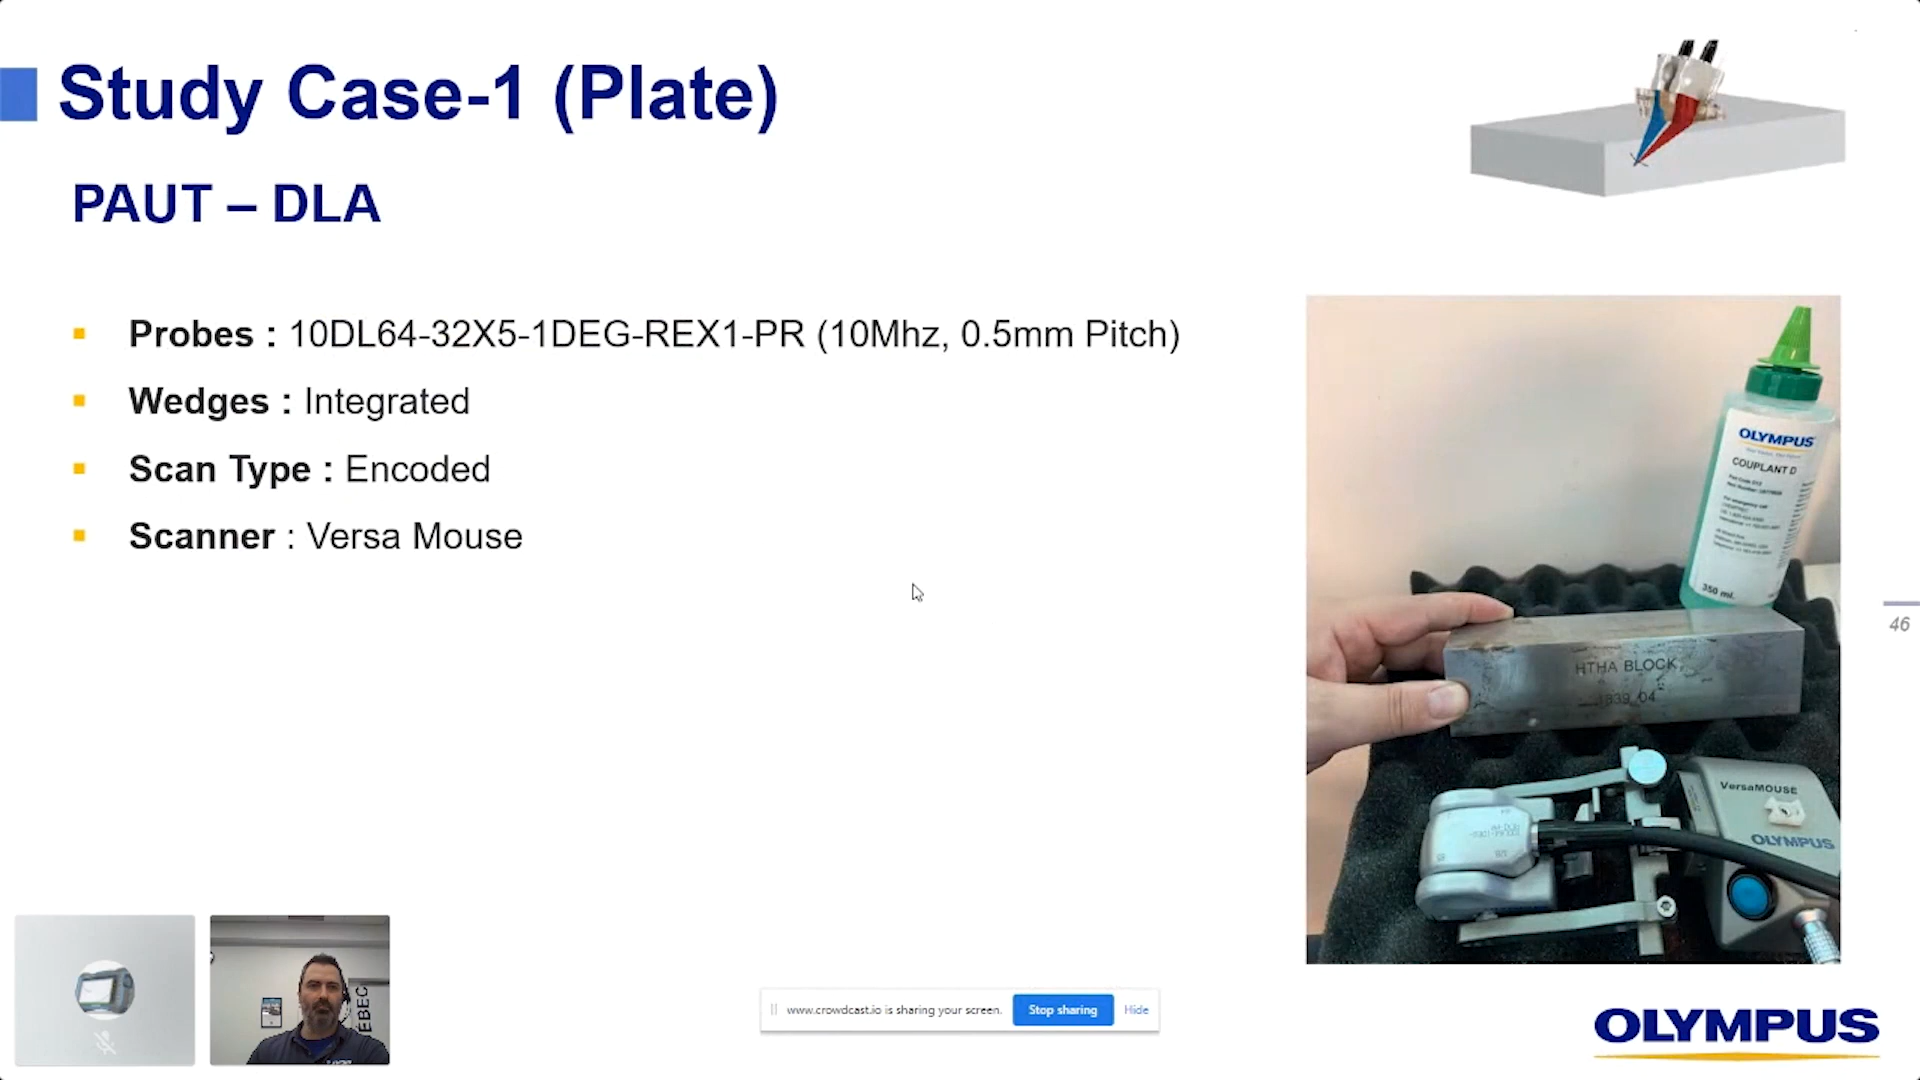 Study Case-1 (Plate)
PAUT – DLA
▪ Probes : 10DL64-32X5-1DEG-REX1-PR (10Mhz, 0.5mm Pitch)
▪ Wedges : Integrated
▪ Scan Type : Encoded
▪ Scanner : Versa Mouse
OLYMPUS
COUPLANT D
350 ml.
HTHA BLOCK
VersaMOUSE
OLYMPUS
46
ÉBEC
www.crowdcast.io is sharing your screen.
Stop sharing
Hide
OLYMPUS